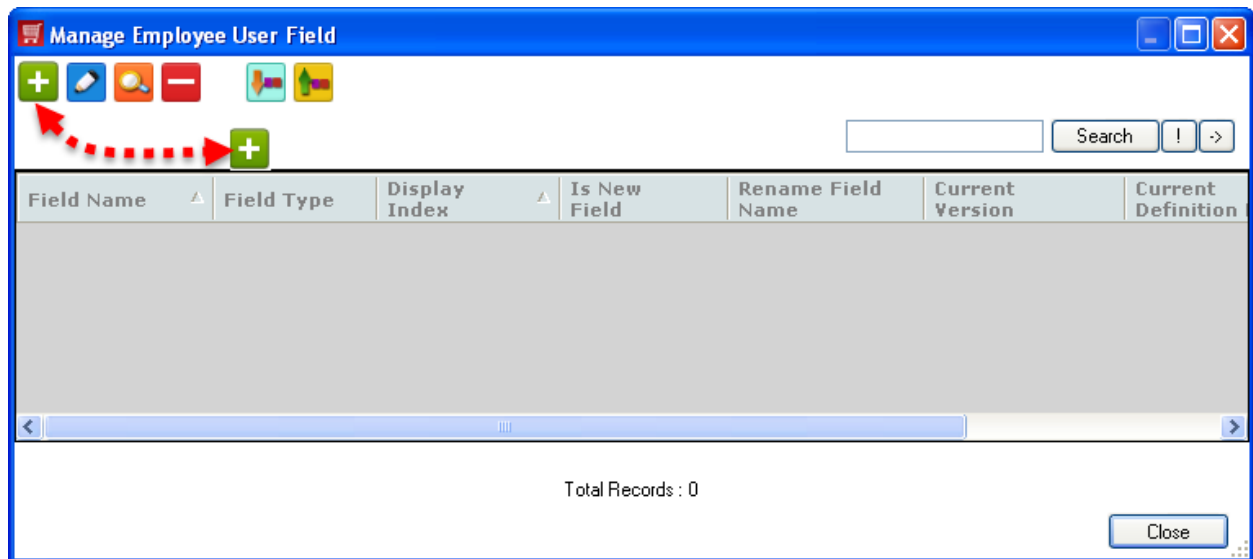 Manage Employee User Field
Search ! ->
Field Name Field Type Display Index Is New Field Rename Field Name Current Version Current Definition
Total Records : 0
Close